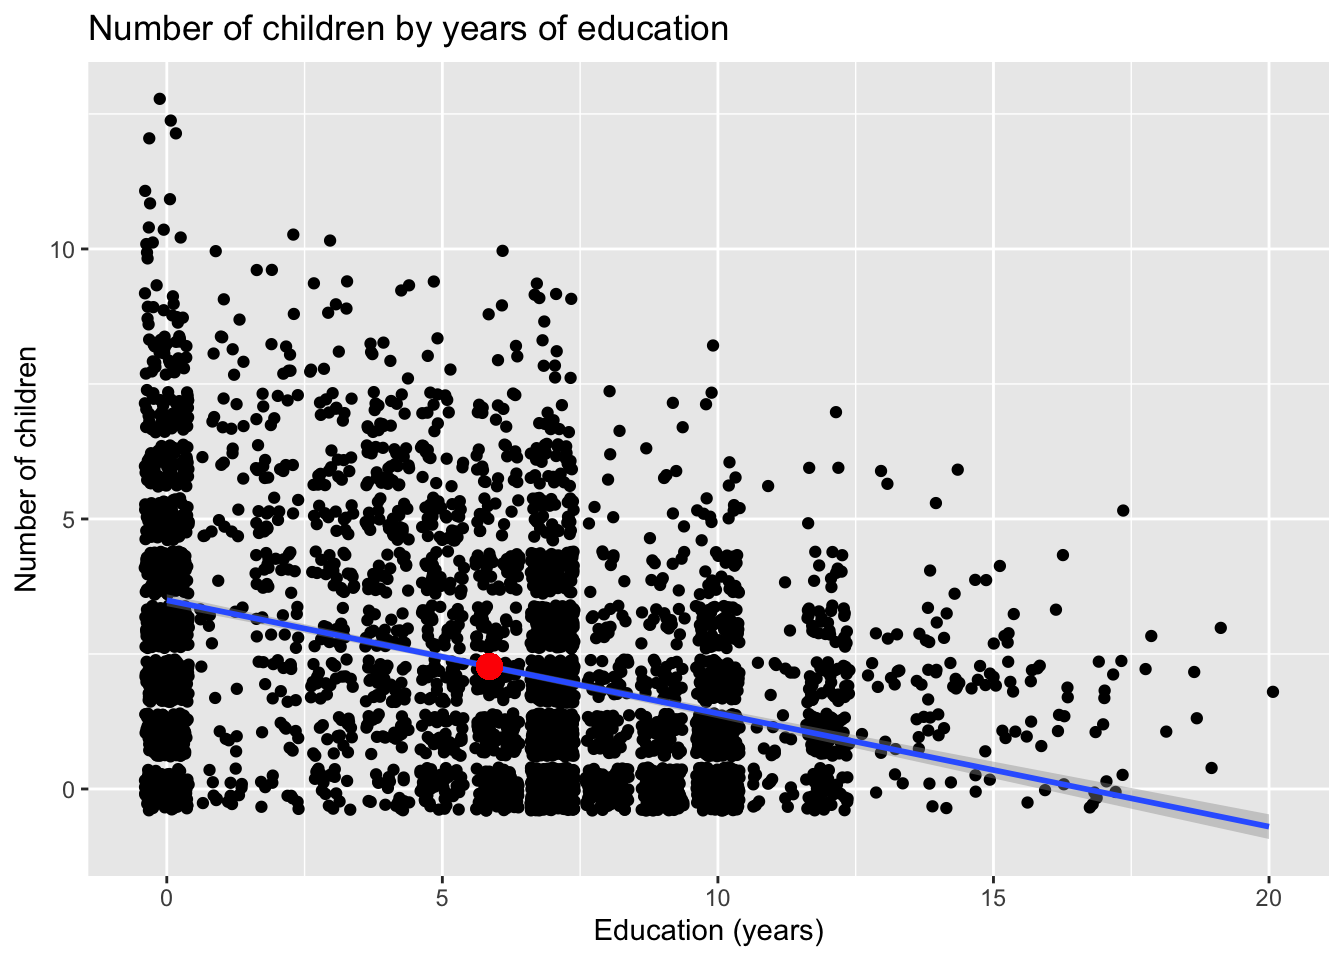 Number of children by years of education
Number of children
10
5
0
0 5 10 15 20
Education (years)